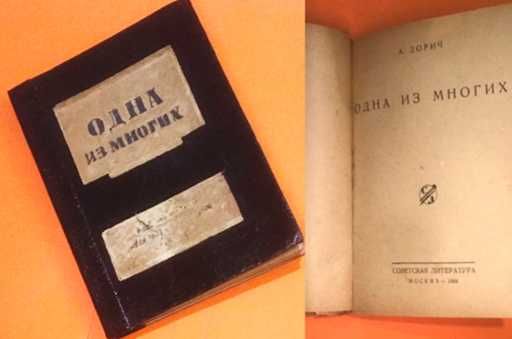 ОДНА
ИЗ МНОГИХ
А. ЗОРИЧ
ОДНА ИЗ МНОГИХ
СОВЕТСКАЯ ЛИТЕРАТУРА
МОСКВА —